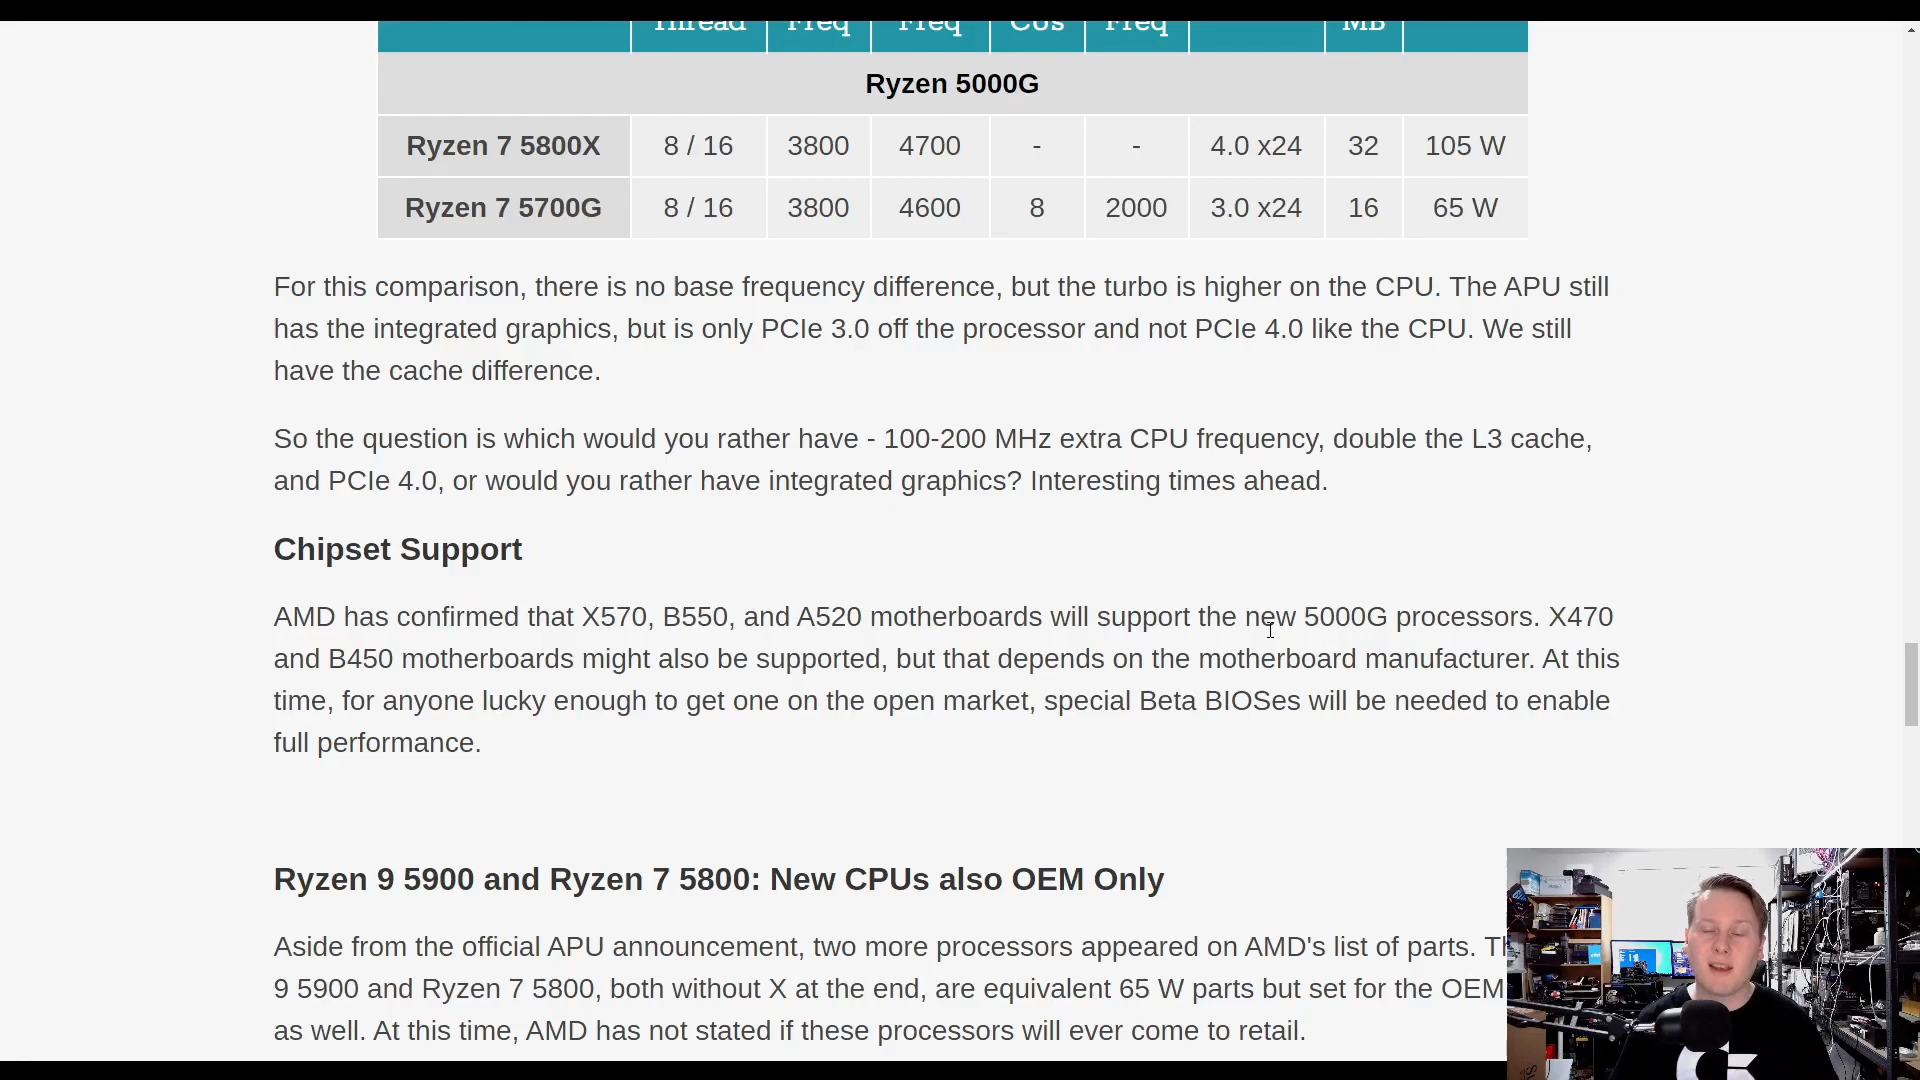 Thread Freq Freq CUs Freq MB
Ryzen 5000G
Ryzen 7 5800X 8 / 16 3800 4700 - - 4.0 x24 32 105 W
Ryzen 7 5700G 8 / 16 3800 4600 8 2000 3.0 x24 16 65 W
For this comparison, there is no base frequency difference, but the turbo is higher on the CPU. The APU still
has the integrated graphics, but is only PCIe 3.0 off the processor and not PCIe 4.0 like the CPU. We still
have the cache difference.
So the question is which would you rather have - 100-200 MHz extra CPU frequency, double the L3 cache,
and PCIe 4.0, or would you rather have integrated graphics? Interesting times ahead.
Chipset Support
AMD has confirmed that X570, B550, and A520 motherboards will support the new 5000G processors. X470
and B450 motherboards might also be supported, but that depends on the motherboard manufacturer. At this
time, for anyone lucky enough to get one on the open market, special Beta BIOSes will be needed to enable
full performance.
Ryzen 9 5900 and Ryzen 7 5800: New CPUs also OEM Only
Aside from the official APU announcement, two more processors appeared on AMD's list of parts.
9 5900 and Ryzen 7 5800, both without X at the end, are equivalent 65 W parts but set for the OEM
as well. At this time, AMD has not stated if these processors will ever come to retail.